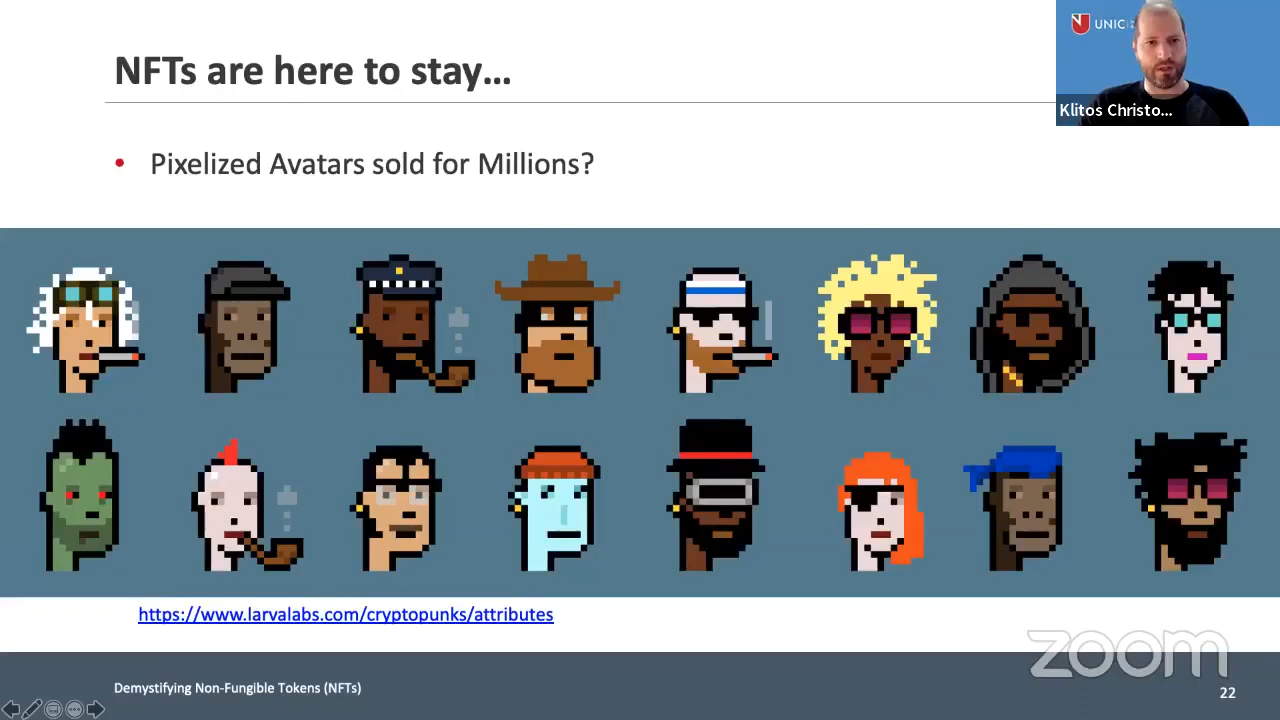 NFTs are here to stay...
UNIC
Klitos Christo...
• Pixelized Avatars sold for Millions?
https://www.larvalabs.com/cryptopunks/attributes
zoom
Demystifying Non-Fungible Tokens (NFTs)
22